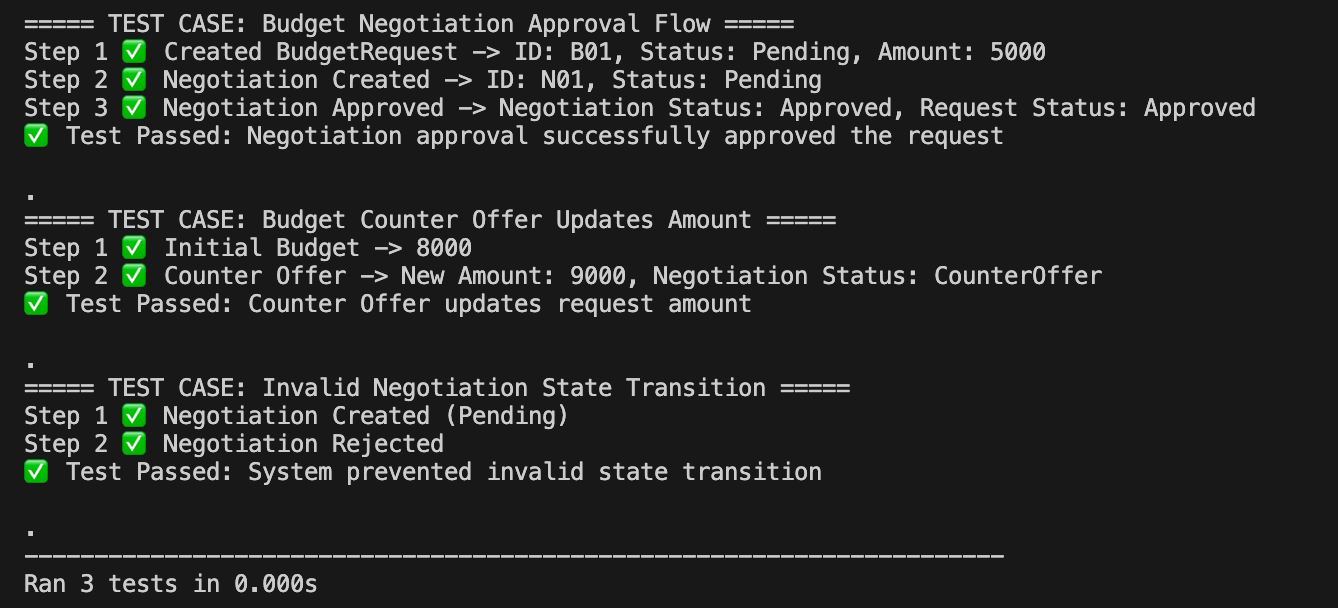 ===== TEST CASE: Budget Negotiation Approval Flow =====
Step 1 ✅ Created BudgetRequest -> ID: B01, Status: Pending, Amount: 5000
Step 2 ✅ Negotiation Created -> ID: N01, Status: Pending
Step 3 ✅ Negotiation Approved -> Negotiation Status: Approved, Request Status: Approved
✅ Test Passed: Negotiation approval successfully approved the request

.
===== TEST CASE: Budget Counter Offer Updates Amount =====
Step 1 ✅ Initial Budget -> 8000
Step 2 ✅ Counter Offer -> New Amount: 9000, Negotiation Status: CounterOffer
✅ Test Passed: Counter Offer updates request amount

.
===== TEST CASE: Invalid Negotiation State Transition =====
Step 1 ✅ Negotiation Created (Pending)
Step 2 ✅ Negotiation Rejected
✅ Test Passed: System prevented invalid state transition

.
----------------------------------------------------------------------
Ran 3 tests in 0.000s